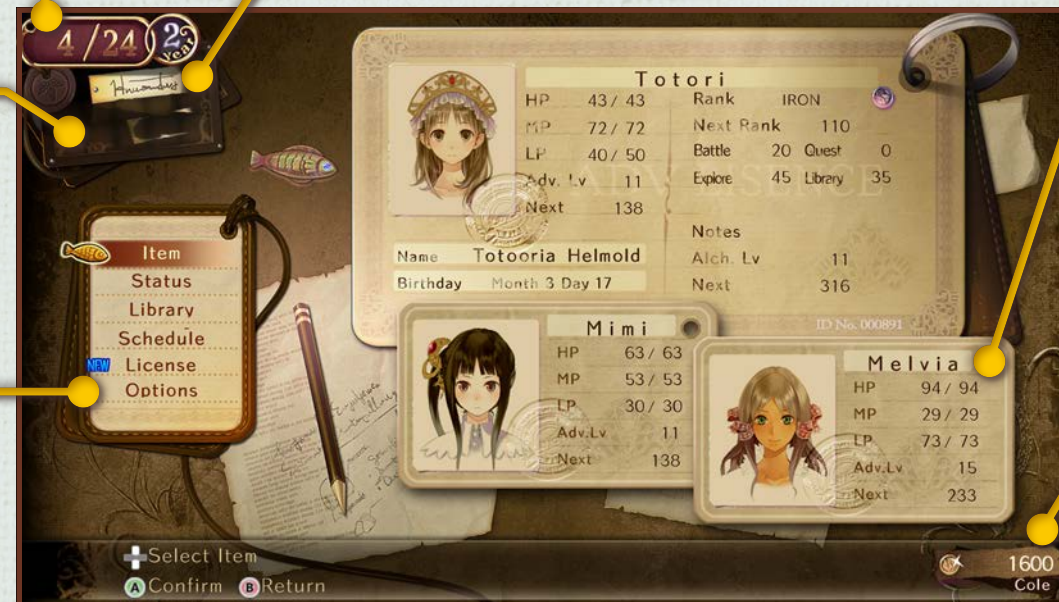 4/24 2 Year
Item
Status
Library
Schedule
NEW License
Options
Totori
HP 43/ 43
MP 72/ 72
LP 40/ 50
Adv. Lv 11
Next 138
Rank IRON
Next Rank 110
Battle 20 Quest 0
Explore 45 Library 35
Notes
Alch. Lv 11
Next 316
Name Totooria Helmold
Birthday Month 3 Day 17
ID No. 000891
Mimi
HP 63/ 63
MP 53/ 53
LP 30/ 30
Adv.Lv 11
Next 138
Melvia
HP 94/ 94
MP 29/ 29
LP 73/ 73
Adv.Lv 15
Next 233
Select Item
A Confirm B Return
1600
Cole